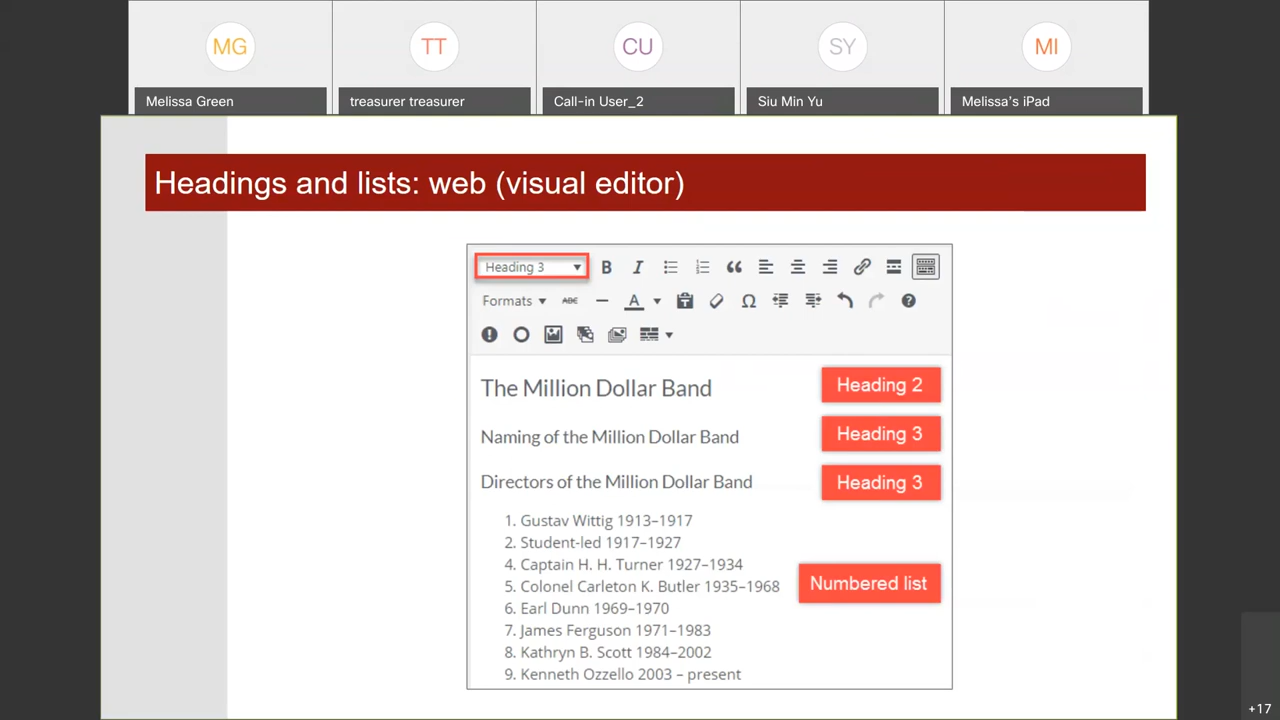 MG
TT
CU
SY
MI
Melissa Green
treasurer treasurer
Call-in User_2
Siu Min Yu
Melissa's iPad
Headings and lists: web (visual editor)
Heading 3
B I
Formats ABC A Ω
The Million Dollar Band
Heading 2
Naming of the Million Dollar Band
Heading 3
Directors of the Million Dollar Band
Heading 3
1. Gustav Wittig 1913–1917
2. Student-led 1917–1927
4. Captain H. H. Turner 1927–1934
5. Colonel Carleton K. Butler 1935–1968
Numbered list
6. Earl Dunn 1969–1970
7. James Ferguson 1971–1983
8. Kathryn B. Scott 1984–2002
9. Kenneth Ozzello 2003 – present
+17